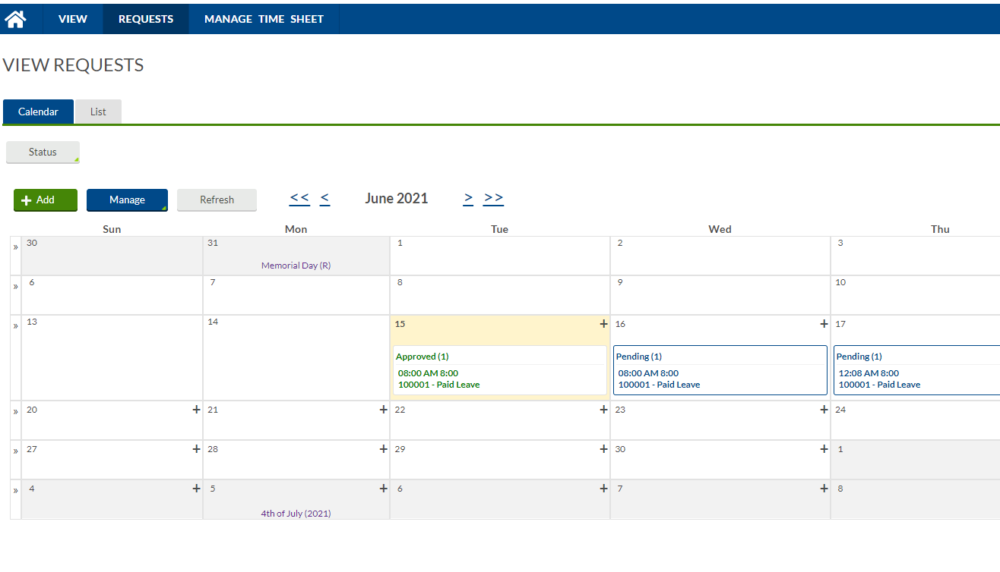 VIEW REQUESTS MANAGE TIME SHEET
VIEW REQUESTS
Calendar List
Status
+ Add Manage Refresh << < June 2021 > >>
Sun Mon Tue Wed Thu
» 30 31 1 2 3
Memorial Day (R)
» 6 7 8 9 10
» 13 14 15 + 16 + 17
Approved (1) Pending (1) Pending (1)
08:00 AM 8:00 08:00 AM 8:00 12:08 AM 8:00
100001 - Paid Leave 100001 - Paid Leave 100001 - Paid Leave
» 20 + 21 + 22 + 23 + 24
» 27 + 28 + 29 + 30 + 1
» 4 + 5 + 6 + 7 + 8
4th of July (2021)